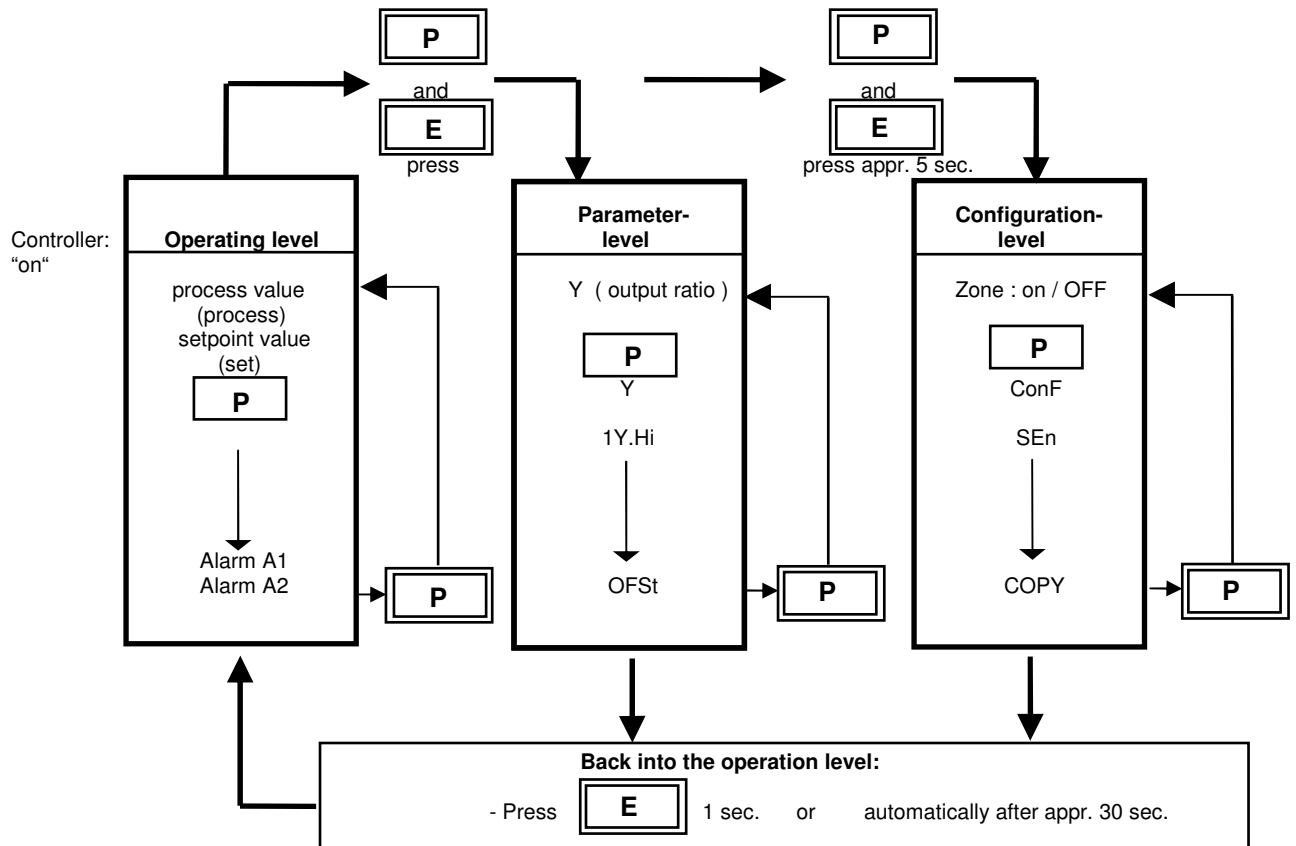 P
and
E
press
P
and
E
press appr. 5 sec.
Controller:
"on“
Operating level
process value
(process)
setpoint value
(set)
P
Alarm A1
Alarm A2
P
Parameter-
level
Y ( output ratio )
P
Y
1Y.Hi
OFSt
P
Configuration-
level
Zone : on / OFF
P
ConF
SEn
COPY
P
Back into the operation level:
- Press E 1 sec. or automatically after appr. 30 sec.